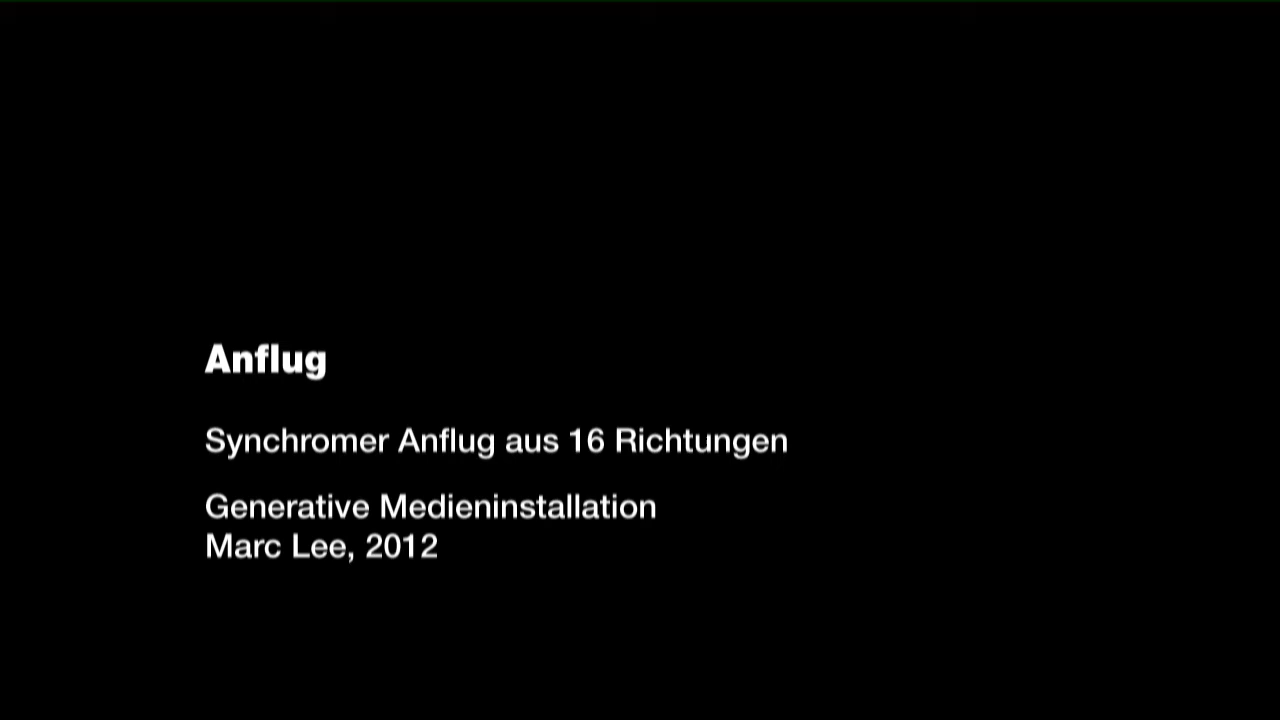 Anflug
Synchromer Anflug aus 16 Richtungen
Generative Medieninstallation
Marc Lee, 2012